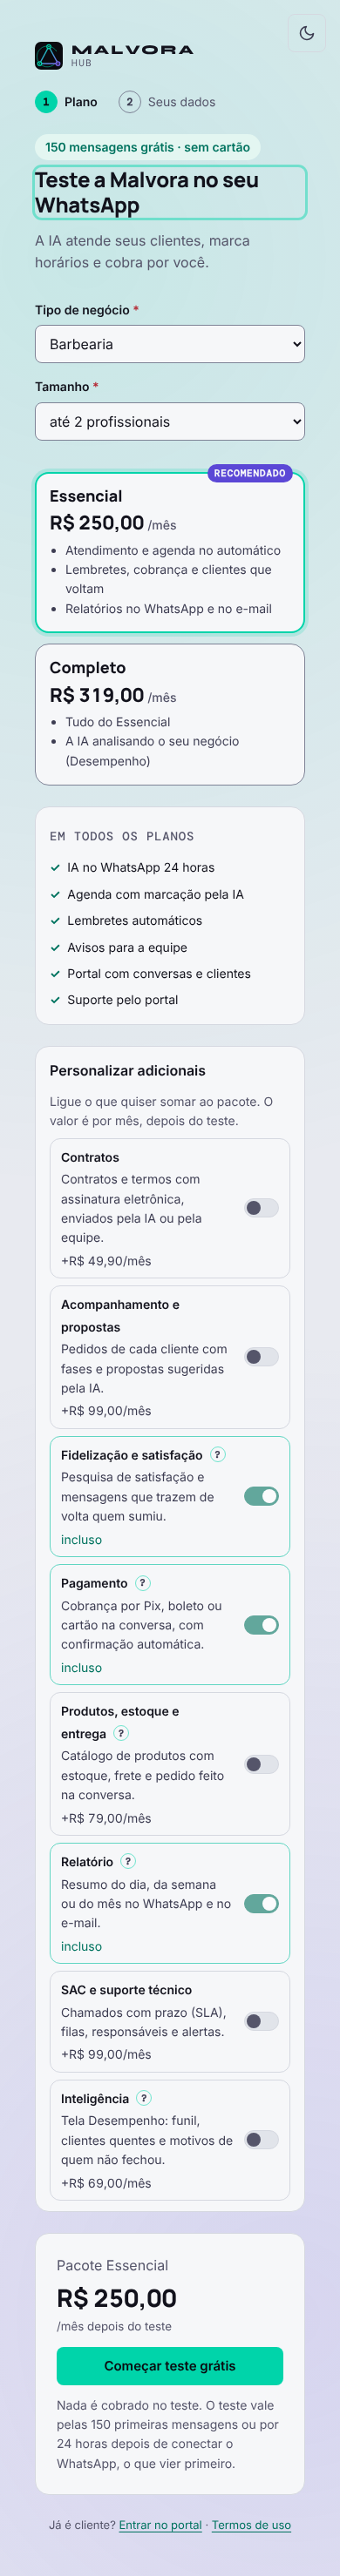 MALVORA
HUB
1 Plano 2 Seus dados
150 mensagens grátis · sem cartão
Teste a Malvora no seu
WhatsApp
A IA atende seus clientes, marca
horários e cobra por você.
Tipo de negócio *
Barbearia
Tamanho *
até 2 profissionais
RECOMENDADO
Essencial
R$ 250,00 /mês
• Atendimento e agenda no automático
• Lembretes, cobrança e clientes que
voltam
• Relatórios no WhatsApp e no e-mail
Completo
R$ 319,00 /mês
• Tudo do Essencial
• A IA analisando o seu negócio
(Desempenho)
EM TODOS OS PLANOS
✓ IA no WhatsApp 24 horas
✓ Agenda com marcação pela IA
✓ Lembretes automáticos
✓ Avisos para a equipe
✓ Portal com conversas e clientes
✓ Suporte pelo portal
Personalizar adicionais
Ligue o que quiser somar ao pacote. O
valor é por mês, depois do teste.
Contratos
Contratos e termos com
assinatura eletrônica,
enviados pela IA ou pela
equipe.
+R$ 49,90/mês
Acompanhamento e
propostas
Pedidos de cada cliente com
fases e propostas sugeridas
pela IA.
+R$ 99,00/mês
Fidelização e satisfação ?
Pesquisa de satisfação e
mensagens que trazem de
volta quem sumiu.
incluso
Pagamento ?
Cobrança por Pix, boleto ou
cartão na conversa, com
confirmação automática.
incluso
Produtos, estoque e
entrega ?
Catálogo de produtos com
estoque, frete e pedido feito
na conversa.
+R$ 79,00/mês
Relatório ?
Resumo do dia, da semana
ou do mês no WhatsApp e no
e-mail.
incluso
SAC e suporte técnico
Chamados com prazo (SLA),
filas, responsáveis e alertas.
+R$ 99,00/mês
Inteligência ?
Tela Desempenho: funil,
clientes quentes e motivos de
quem não fechou.
+R$ 69,00/mês
Pacote Essencial
R$ 250,00
/mês depois do teste
Começar teste grátis
Nada é cobrado no teste. O teste vale
pelas 150 primeiras mensagens ou por
24 horas depois de conectar o
WhatsApp, o que vier primeiro.
Já é cliente? Entrar no portal · Termos de uso